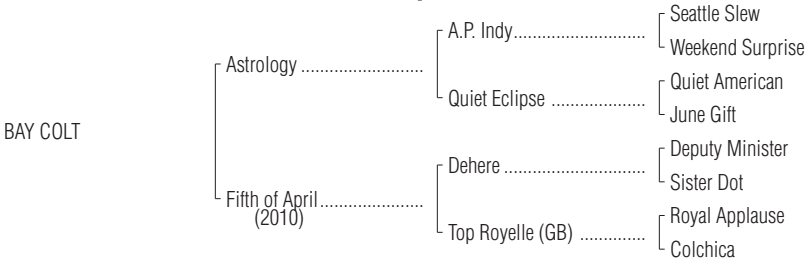 Seattle Slew
A.P. Indy............................
Weekend Surprise
Astrology ..........................
Quiet American
Quiet Eclipse ....................
June Gift
BAY COLT
Deputy Minister
Dehere ..............................
Sister Dot
Fifth of April......................
(2010)
Royal Applause
Top Royelle (GB) ..............
Colchica